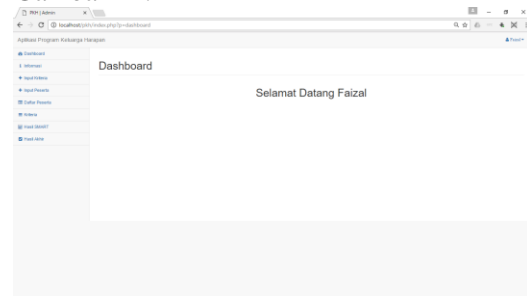 PKH | Admin
localhost/pkh/index.php?p=dashboard
Aplikasi Program Keluarga Harapan
Faizal
Dashboard
Informasi
Input Kriteria
Input Peserta
Daftar Peserta
Kriteria
Hasil SMART
Hasil Akhir
Dashboard
Selamat Datang Faizal